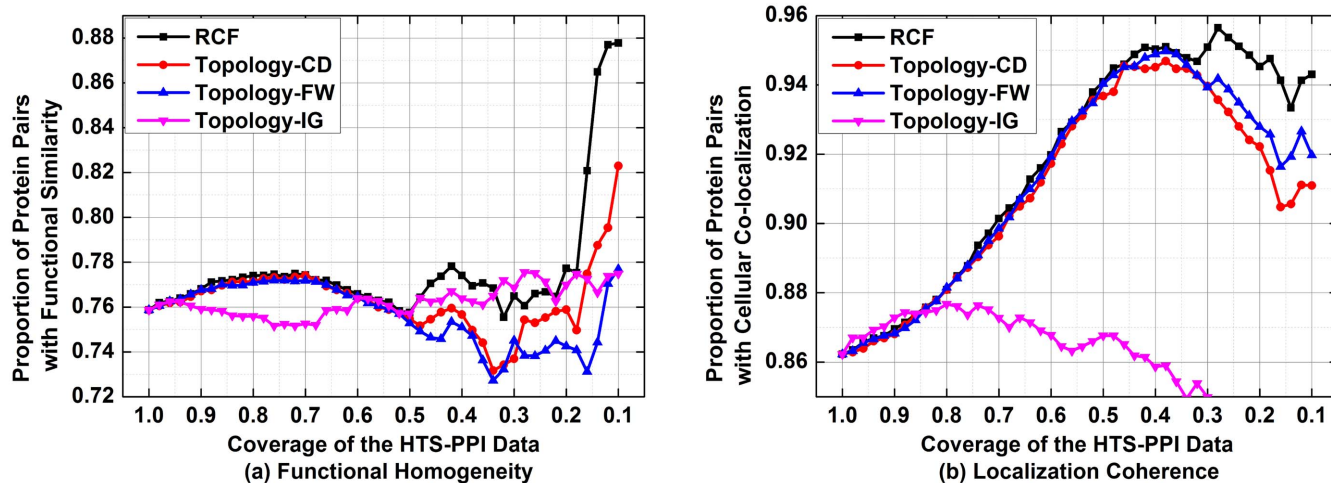 Proportion of Protein Pairs
with Functional Similarity
0.88
0.86
0.84
0.82
0.80
0.78
0.76
0.74
0.72
RCF
Topology-CD
Topology-FW
Topology-IG
1.0 0.9 0.8 0.7 0.6 0.5 0.4 0.3 0.2 0.1
Coverage of the HTS-PPI Data
(a) Functional Homogeneity
Proportion of Protein Pairs
with Cellular Co-localization
0.96
0.94
0.92
0.90
0.88
0.86
RCF
Topology-CD
Topology-FW
Topology-IG
1.0 0.9 0.8 0.7 0.6 0.5 0.4 0.3 0.2 0.1
Coverage of the HTS-PPI Data
(b) Localization Coherence